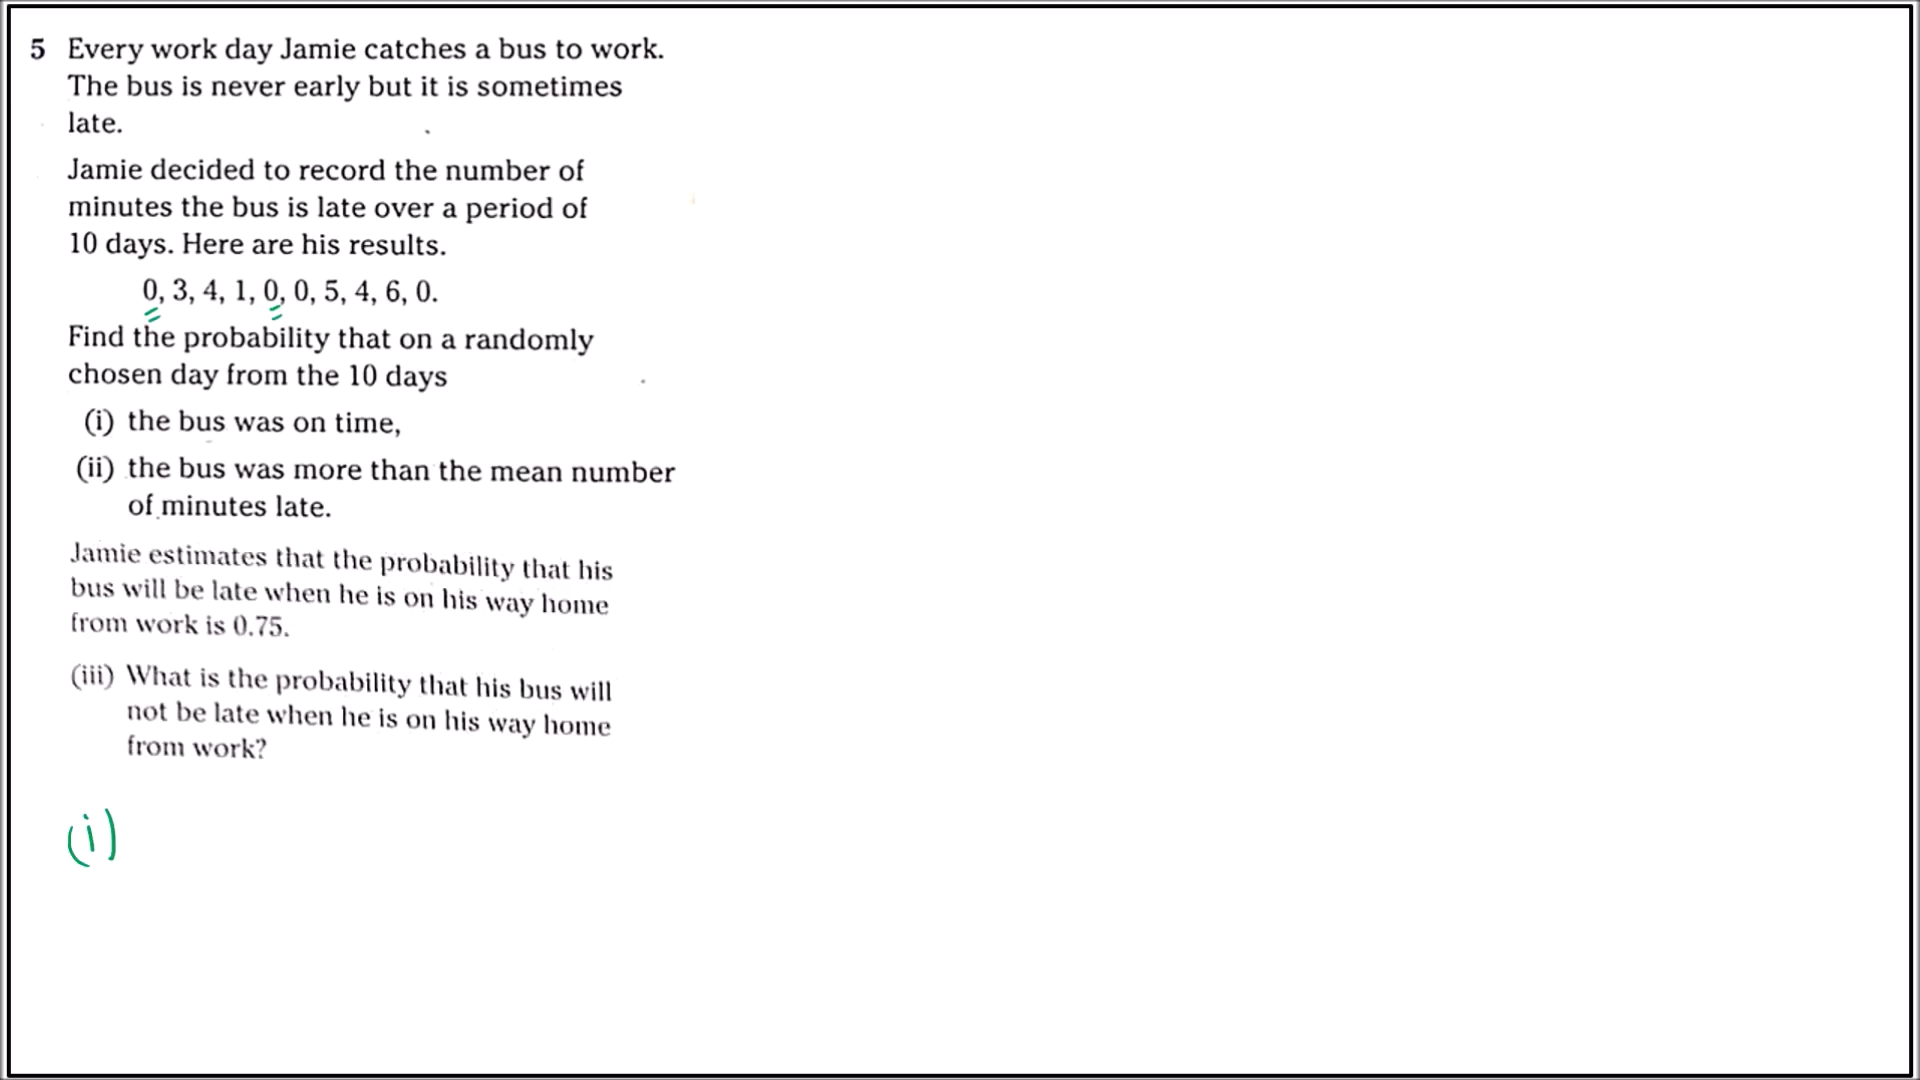 5 Every work day Jamie catches a bus to work.
The bus is never early but it is sometimes
late.
Jamie decided to record the number of
minutes the bus is late over a period of
10 days. Here are his results.
0, 3, 4, 1, 0, 0, 5, 4, 6, 0.
Find the probability that on a randomly
chosen day from the 10 days
(i) the bus was on time,
(ii) the bus was more than the mean number
of minutes late.
Jamie estimates that the probability that his
bus will be late when he is on his way home
from work is 0.75.
(iii) What is the probability that his bus will
not be late when he is on his way home
from work?
(i)